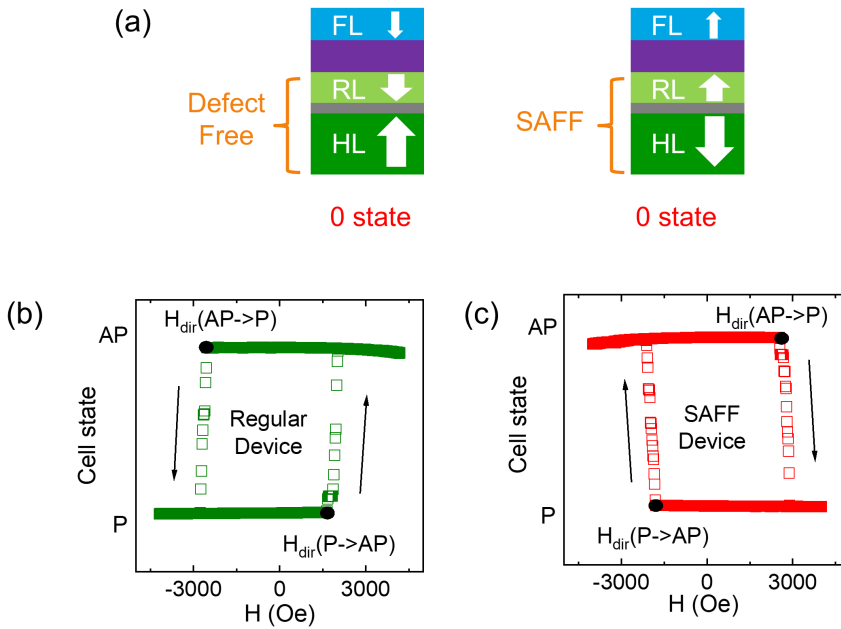 (a)
FL
RL
HL
Defect
Free
0 state
FL
RL
HL
SAFF
0 state
(b)
H_dir(AP->P)
AP
Regular
Device
Cell state
P
H_dir(P->AP)
-3000 0 3000
H (Oe)
(c)
H_dir(AP->P)
AP
SAFF
Device
Cell state
P
H_dir(P->AP)
-3000 0 3000
H (Oe)